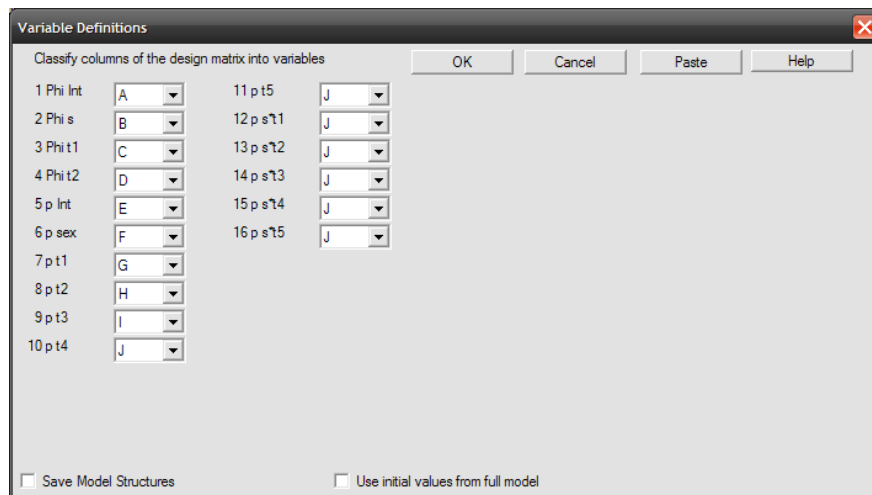 Variable Definitions
Classify columns of the design matrix into variables
OK Cancel Paste Help
1 Phi Int A 11 p t5 J
2 Phi s B 12 p s*t1 J
3 Phi t1 C 13 p s*t2 J
4 Phi t2 D 14 p s*t3 J
5 p Int E 15 p s*t4 J
6 p sex F 16 p s*t5 J
7 p t1 G
8 p t2 H
9 p t3 I
10 p t4 J
Save Model Structures Use initial values from full model